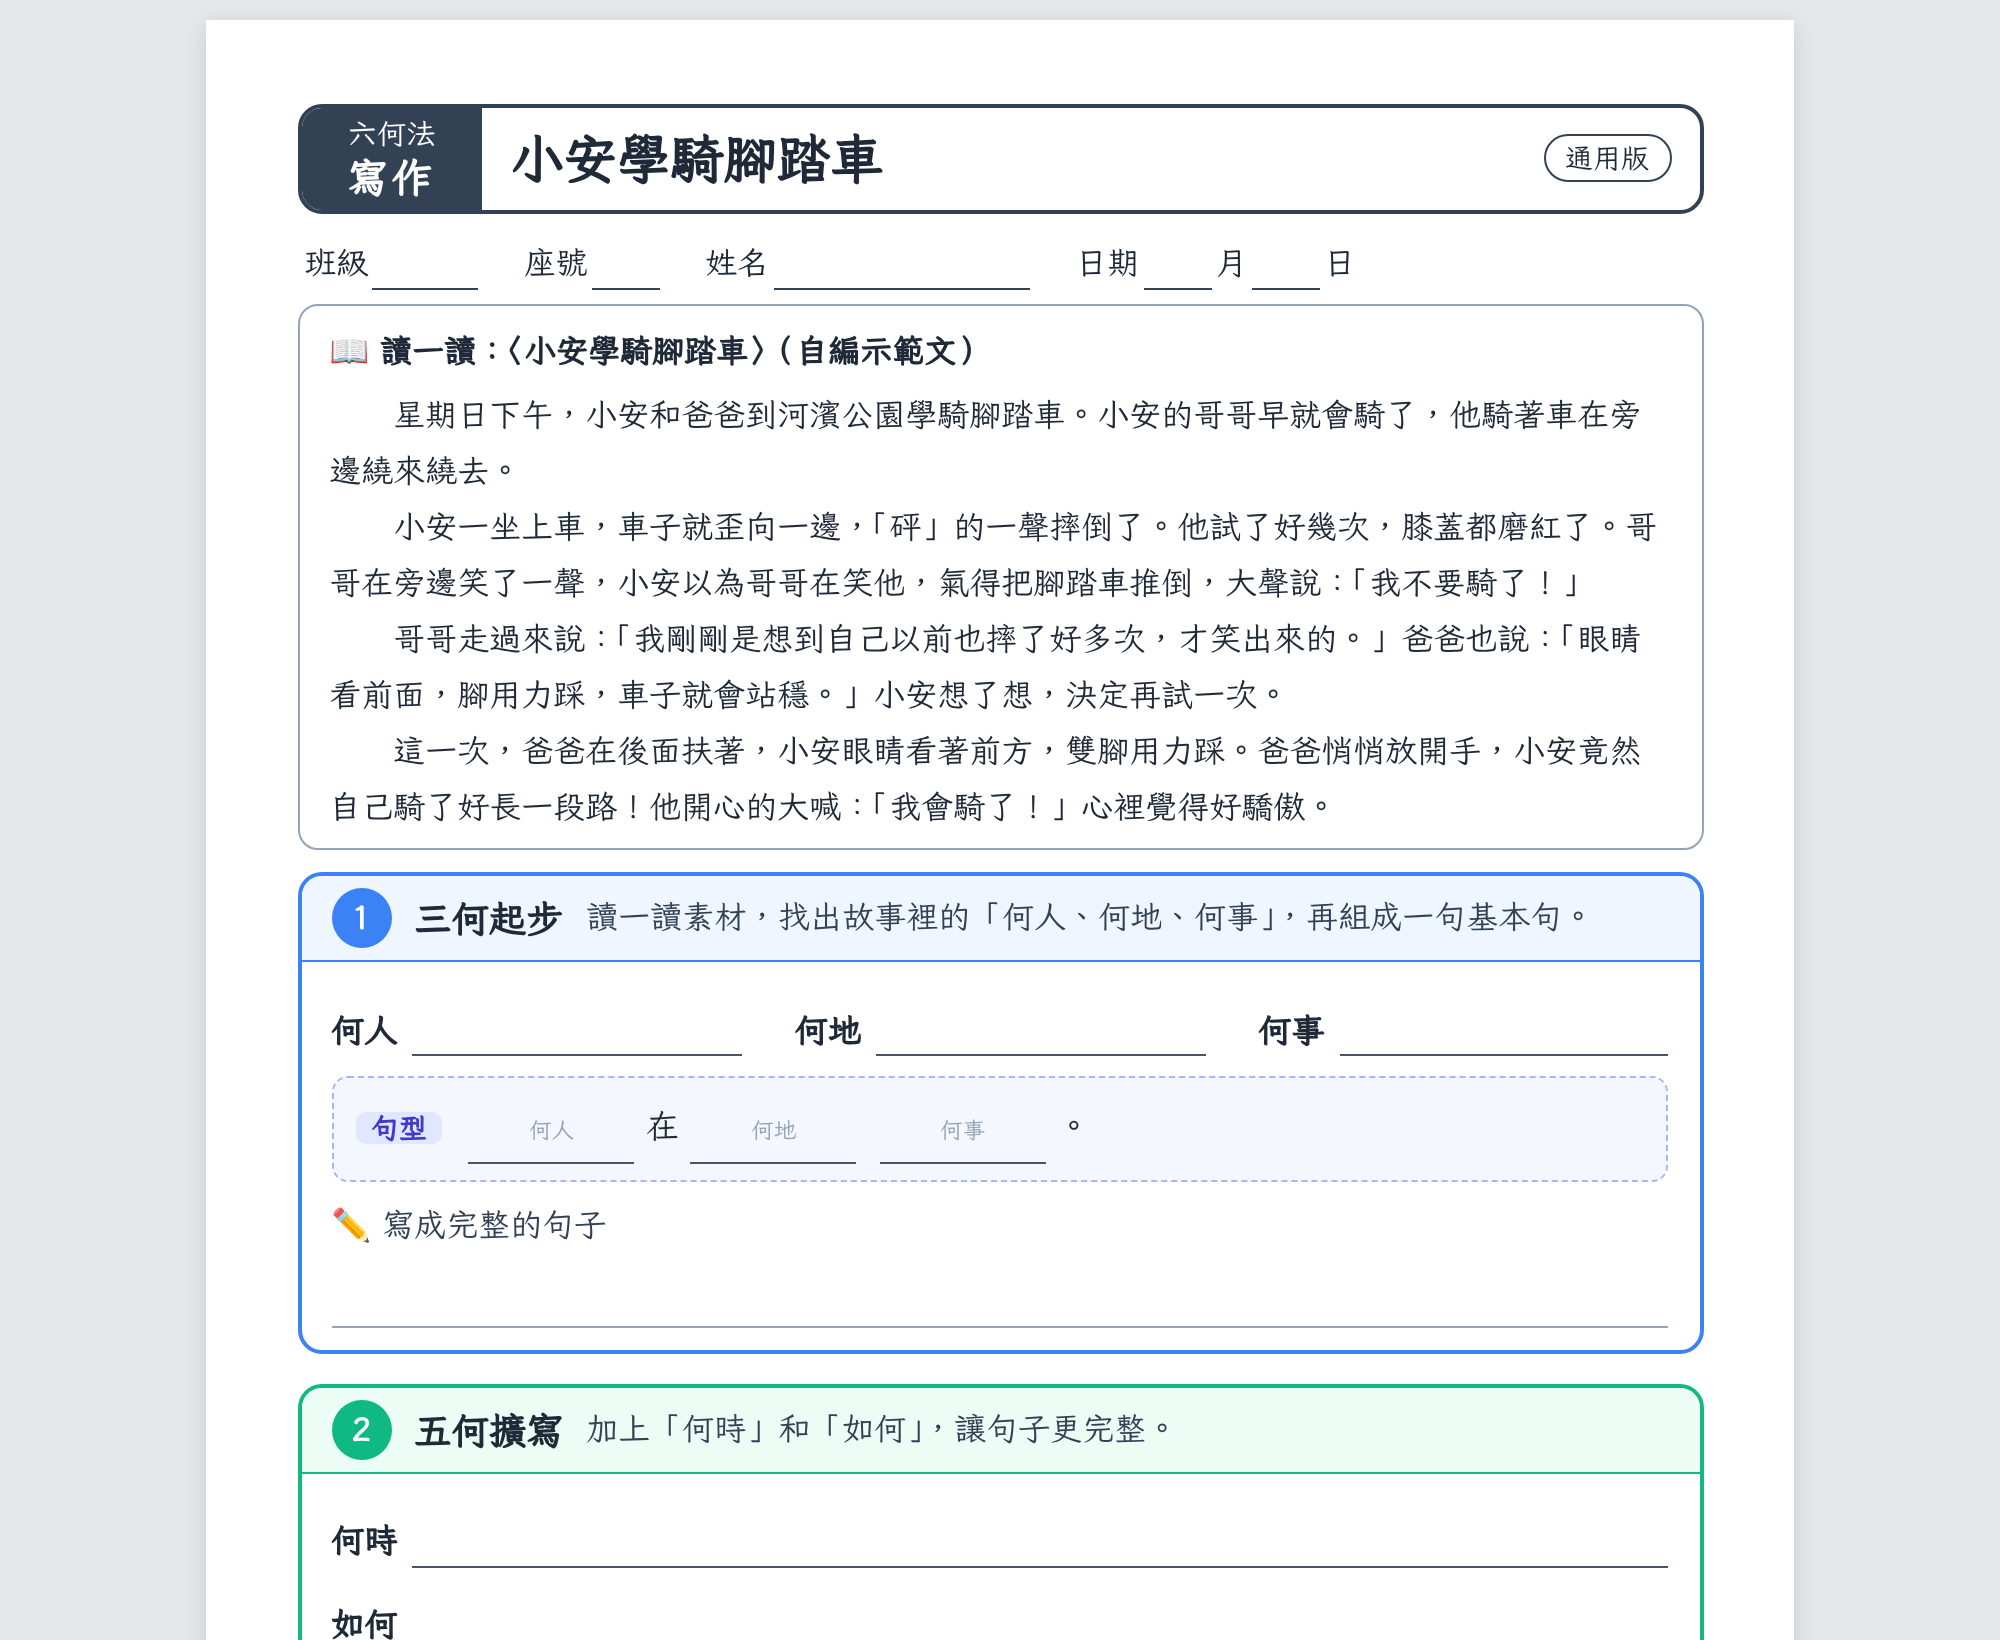 六何法
寫作
小安學騎腳踏車
通用版
班級 座號 姓名 日期 月 日
📖 讀一讀：〈小安學騎腳踏車〉（自編示範文）
星期日下午，小安和爸爸到河濱公園學騎腳踏車。小安的哥哥早就會騎了，他騎著車在旁
邊繞來繞去。
小安一坐上車，車子就歪向一邊，「砰」的一聲摔倒了。他試了好幾次，膝蓋都磨紅了。哥
哥在旁邊笑了一聲，小安以為哥哥在笑他，氣得把腳踏車推倒，大聲說：「我不要騎了！」
哥哥走過來說：「我剛剛是想到自己以前也摔了好多次，才笑出來的。」爸爸也說：「眼睛
看前面，腳用力踩，車子就會站穩。」小安想了想，決定再試一次。
這一次，爸爸在後面扶著，小安眼睛看著前方，雙腳用力踩。爸爸悄悄放開手，小安竟然
自己騎了好長一段路！他開心的大喊：「我會騎了！」心裡覺得好驕傲。
1 三何起步 讀一讀素材，找出故事裡的「何人、何地、何事」，再組成一句基本句。
何人 何地 何事
句型 何人 在 何地 何事 。
✏️ 寫成完整的句子
2 五何擴寫 加上「何時」和「如何」，讓句子更完整。
何時
如何